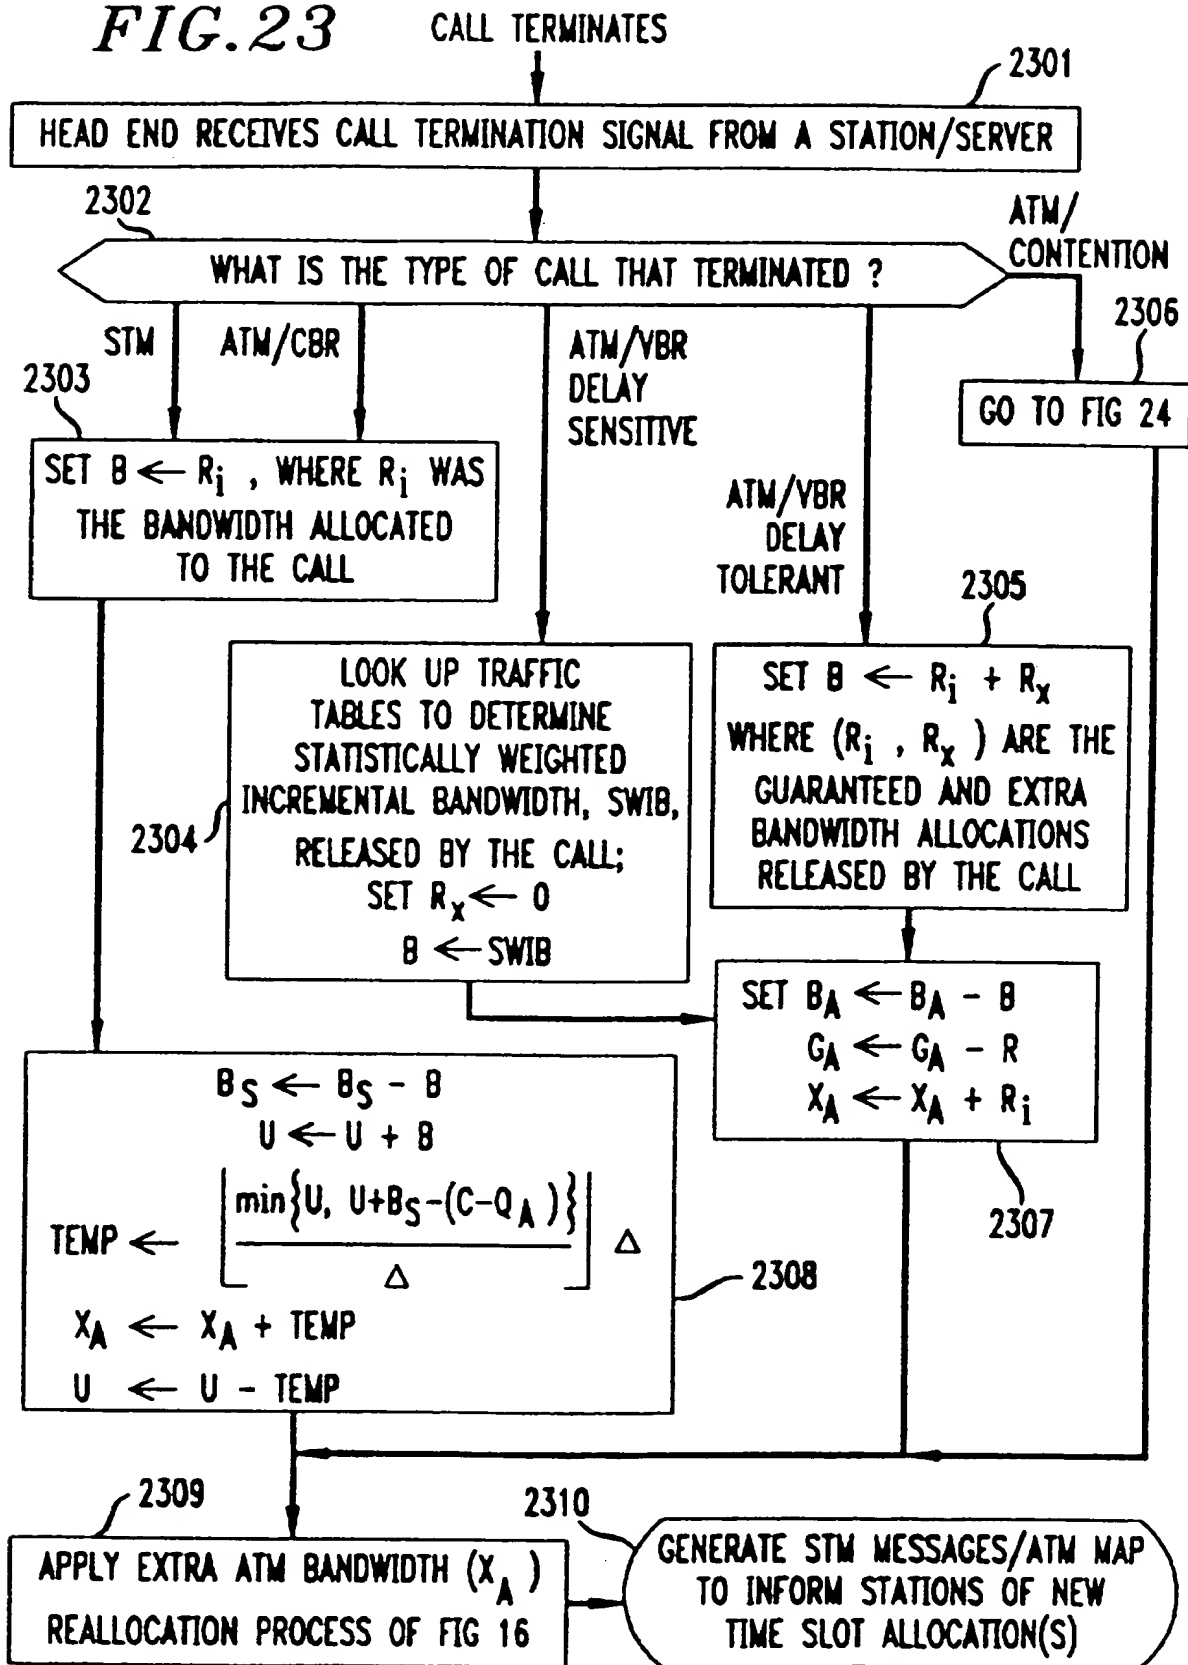 FIG.23
CALL TERMINATES
2301
HEAD END RECEIVES CALL TERMINATION SIGNAL FROM A STATION/SERVER
2302
WHAT IS THE TYPE OF CALL THAT TERMINATED ?
ATM/
CONTENTION
2306
GO TO FIG 24
STM
ATM/CBR
ATM/VBR
DELAY
SENSITIVE
ATM/VBR
DELAY
TOLERANT
2303
SET B ← Ri , WHERE Ri WAS
THE BANDWIDTH ALLOCATED
TO THE CALL
2304
LOOK UP TRAFFIC
TABLES TO DETERMINE
STATISTICALLY WEIGHTED
INCREMENTAL BANDWIDTH, SWIB,
RELEASED BY THE CALL;
SET Rx ← 0
B ← SWIB
2305
SET B ← Ri + Rx
WHERE (Ri , Rx ) ARE THE
GUARANTEED AND EXTRA
BANDWIDTH ALLOCATIONS
RELEASED BY THE CALL
SET BA ← BA - B
GA ← GA - R
XA ← XA + Ri
2307
BS ← BS - B
U ← U + B
TEMP ← ⌊ min{U, U+BS-(C-QA)} / Δ ⌋ Δ
XA ← XA + TEMP
U ← U - TEMP
2308
2309
APPLY EXTRA ATM BANDWIDTH (XA )
REALLOCATION PROCESS OF FIG 16
2310
GENERATE STM MESSAGES/ATM MAP
TO INFORM STATIONS OF NEW
TIME SLOT ALLOCATION(S)